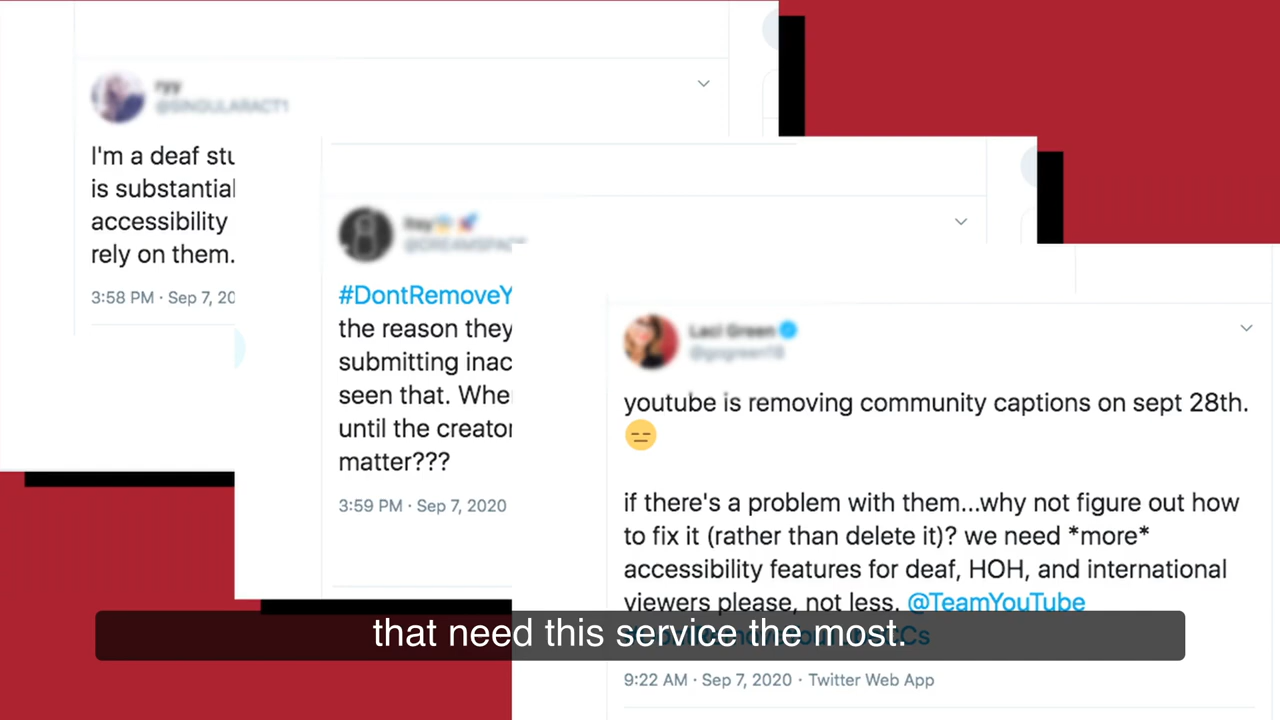 ryy
@SINGULARACT1
I'm a deaf stu
is substantial
accessibility
rely on them.
3:58 PM · Sep 7, 20
#DontRemoveY
the reason they
submitting inac
seen that. Whe
until the creator
matter???
3:59 PM · Sep 7, 2020
Laci Green
@gogreen18
youtube is removing community captions on sept 28th.
😑
if there's a problem with them...why not figure out how
to fix it (rather than delete it)? we need *more*
accessibility features for deaf, HOH, and international
viewers please, not less. @TeamYouTube
that need this service the most.
9:22 AM · Sep 7, 2020 · Twitter Web App